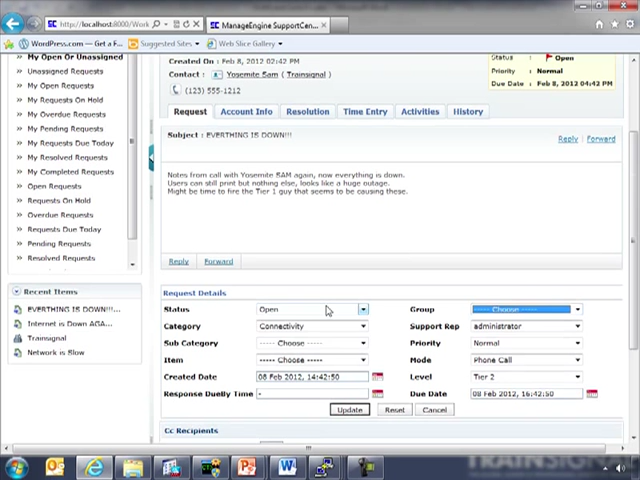 http://localhost:8000/Work
ManageEngine SupportCen...
WordPress.com — Get a F...
Suggested Sites
Web Slice Gallery
My Open Or Unassigned
Unassigned Requests
My Open Requests
My Requests On Hold
My Overdue Requests
My Pending Requests
My Requests Due Today
My Resolved Requests
My Completed Requests
Open Requests
Requests On Hold
Overdue Requests
Requests Due Today
Pending Requests
Resolved Requests
Recent Items
EVERYTHING IS DOWN!!!...
Internet is Down AGA...
Trainsignal
Network is Slow
Created On : Feb 8, 2012 02:42 PM
Contact : Yosemite Sam ( Trainsignal )
(123) 555-1212
Status : Open
Priority : Normal
Due Date : Feb 8, 2012 04:42 PM
Request Account Info Resolution Time Entry Activities History
Subject : EVERYTHING IS DOWN!!!
Reply Forward
Notes from call with Yosemite SAM again, now everything is down.
Users can still print but nothing else, looks like a huge outage.
Might be time to fire the Tier 1 guy that seems to be causing these.
Reply Forward
Request Details
Status Open Group ----- Choose -----
Category Connectivity Support Rep administrator
Sub Category ----- Choose ----- Priority Normal
Item ----- Choose ----- Mode Phone Call
Created Date 08 Feb 2012, 14:42:50 Level Tier 2
Response DueBy Time - Due Date 08 Feb 2012, 16:42:50
Update Reset Cancel
Cc Recipients
TRAINSIGNAL